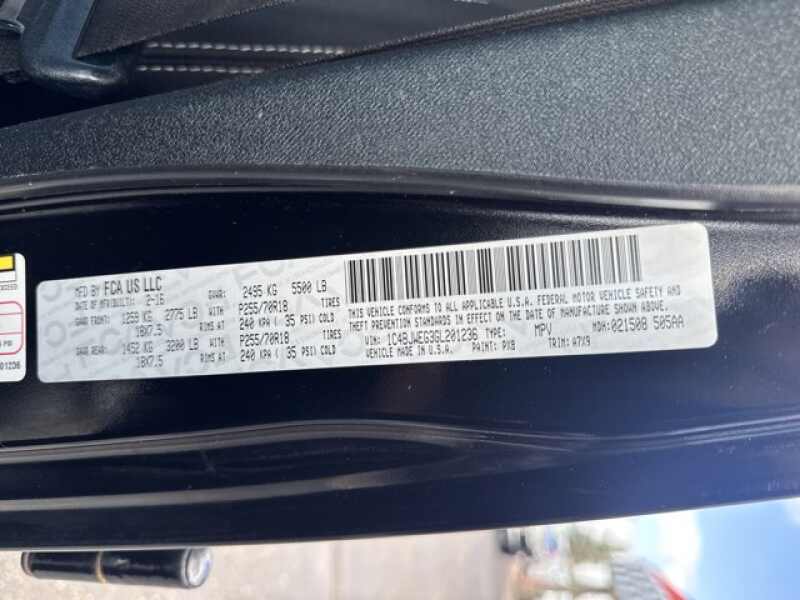 MFD BY FCA US LLC
DATE OF MFR(BUILT): 2-16
GVWR: 2495 KG 5500 LB
GAWR FRONT: 1259 KG 2775 LB WITH P255/70R18 TIRES
18X7.5 RIMS AT 240 KPA ( 35 PSI) COLD
GAWR REAR: 1452 KG 3200 LB WITH P255/70R18 TIRES
18X7.5 RIMS AT 240 KPA ( 35 PSI) COLD
THIS VEHICLE CONFORMS TO ALL APPLICABLE U.S.A. FEDERAL MOTOR VEHICLE SAFETY AND
THEFT PREVENTION STANDARDS IN EFFECT ON THE DATE OF MANUFACTURE SHOWN ABOVE.
VIN: 1C4BJWEG3GL201236 TYPE: MPV MDH: 021508 505AA
MADE IN U.S.A. PAINT: PX8 TRIM: A7X9
01236